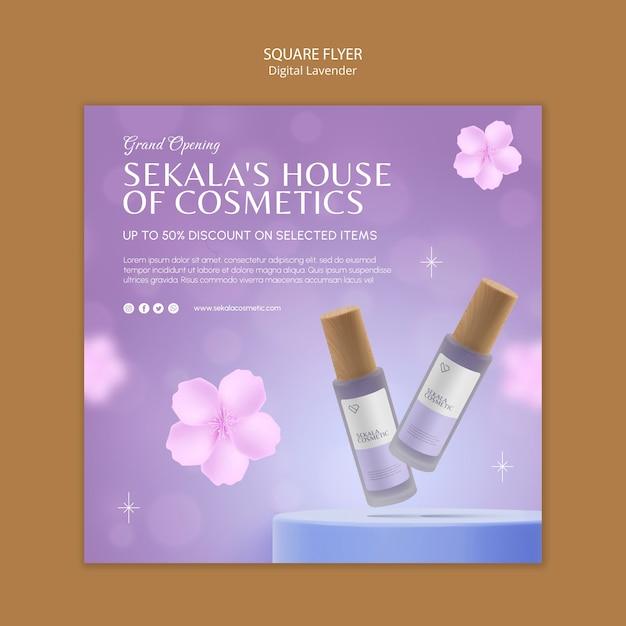 SQUARE FLYER
Digital Lavender
Grand Opening
SEKALA'S HOUSE
OF COSMETICS
UP TO 50% DISCOUNT ON SELECTED ITEMS
Lorem ipsum dolor sit amet, consectetur adipiscing elit, sed do eiusmod
tempor incididunt ut labore et dolore magna aliqua. Quis ipsum
suspendisse ultrices gravida. Risus commodo viverra maecenas
accumsan lacus vel facilisis.
www.sekalacosmetic.com
SEKALA
COSMETIC
SEKALA
COSMETIC